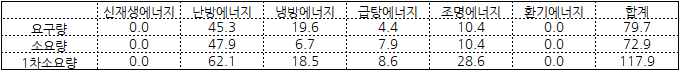 신재생에너지 난방에너지 냉방에너지 급탕에너지 조명에너지 환기에너지 합계
요구량 0.0 45.3 19.6 4.4 10.4 0.0 79.7
소요량 0.0 47.9 6.7 7.9 10.4 0.0 72.9
1차소요량 0.0 62.1 18.5 8.6 28.6 0.0 117.9